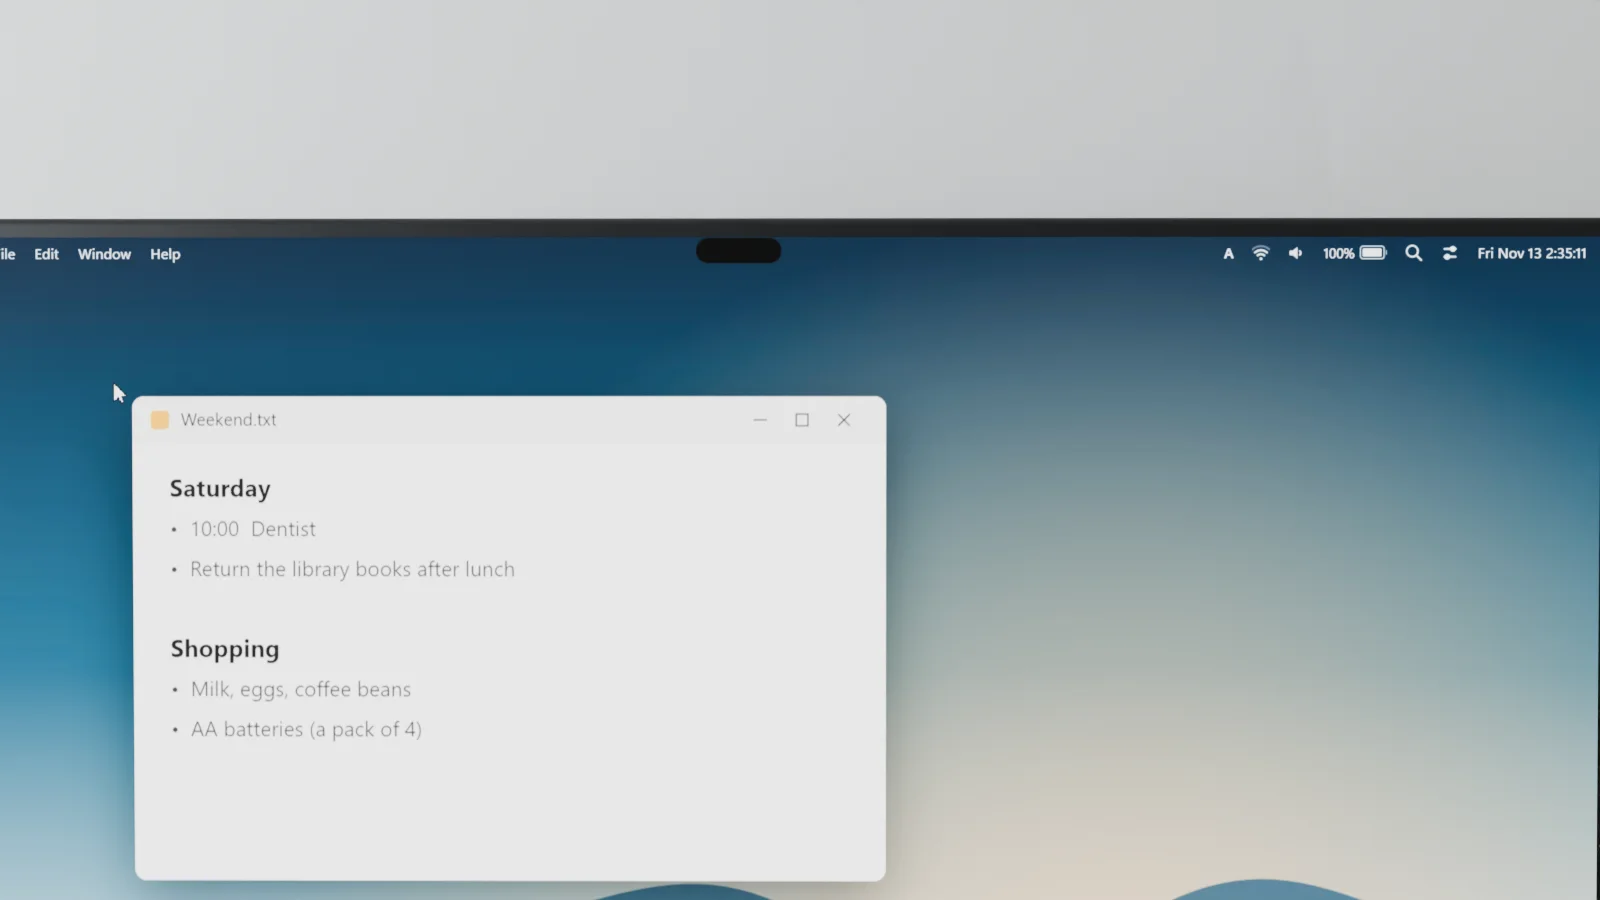 ile Edit Window Help
A 100% Fri Nov 13 2:35:11
Weekend.txt
Saturday
• 10:00 Dentist
• Return the library books after lunch
Shopping
• Milk, eggs, coffee beans
• AA batteries (a pack of 4)